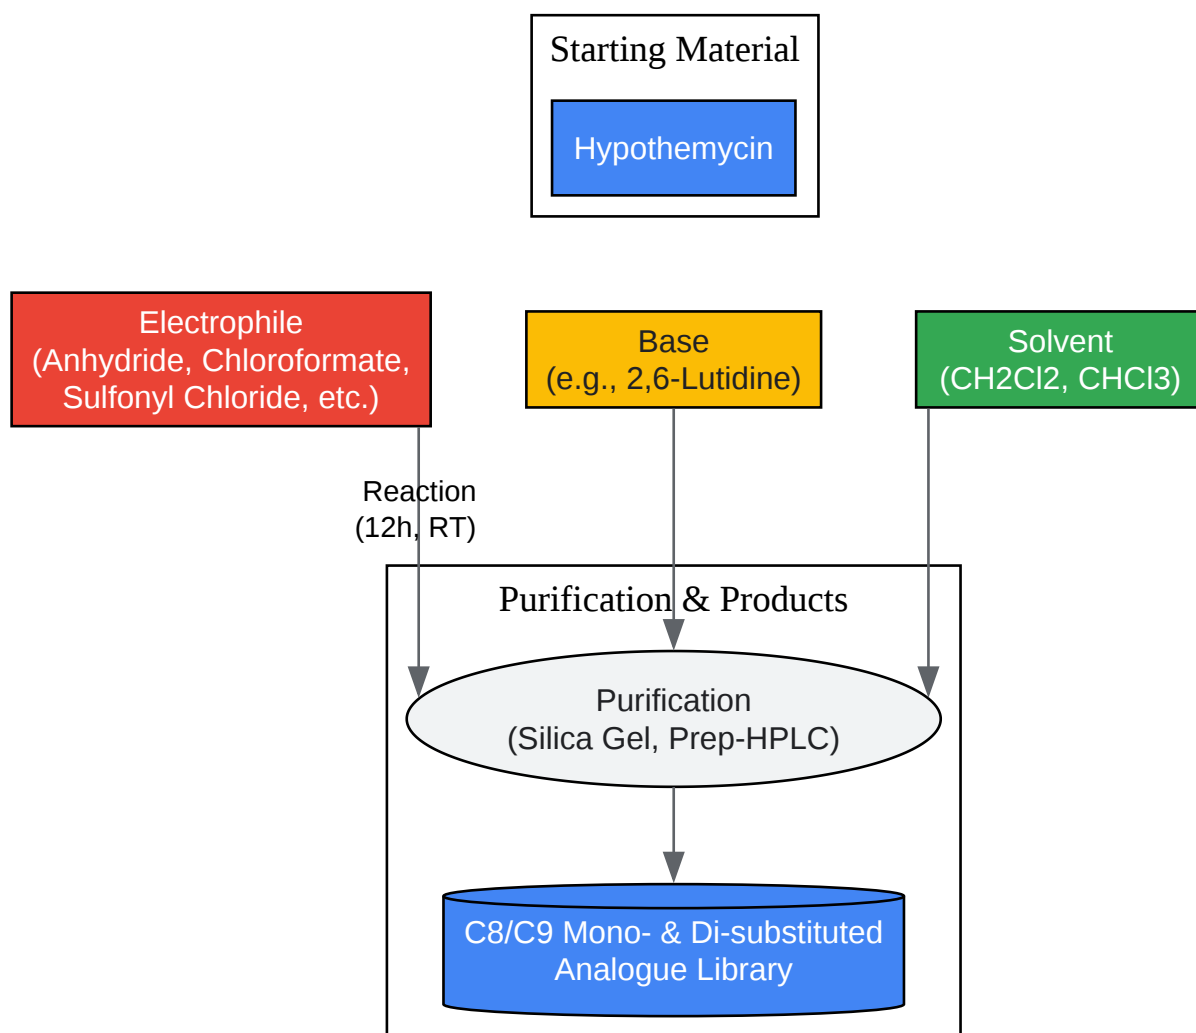 Starting Material
Hypothemycin
Electrophile
(Anhydride, Chloroformate,
Sulfonyl Chloride, etc.)
Base
(e.g., 2,6-Lutidine)
Solvent
(CH2Cl2, CHCl3)
Reaction
(12h, RT)
Purification & Products
Purification
(Silica Gel, Prep-HPLC)
C8/C9 Mono- & Di-substituted
Analogue Library